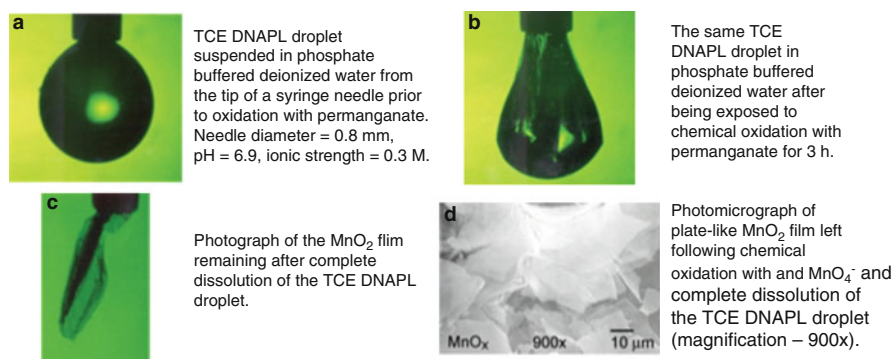 a
TCE DNAPL droplet
suspended in phosphate
buffered deionized water from
the tip of a syringe needle prior
to oxidation with permanganate.
Needle diameter = 0.8 mm,
pH = 6.9, ionic strength = 0.3 M.
b
The same TCE
DNAPL droplet in
phosphate buffered
deionized water after
being exposed to
chemical oxidation with
permanganate for 3 h.
c
Photograph of the MnO₂ flim
remaining after complete
dissolution of the TCE DNAPL
droplet.
d
MnOₓ 900x 10 μm
Photomicrograph of
plate-like MnO₂ film left
following chemical
oxidation with and MnO₄⁻ and
complete dissolution of
the TCE DNAPL droplet
(magnification – 900x).